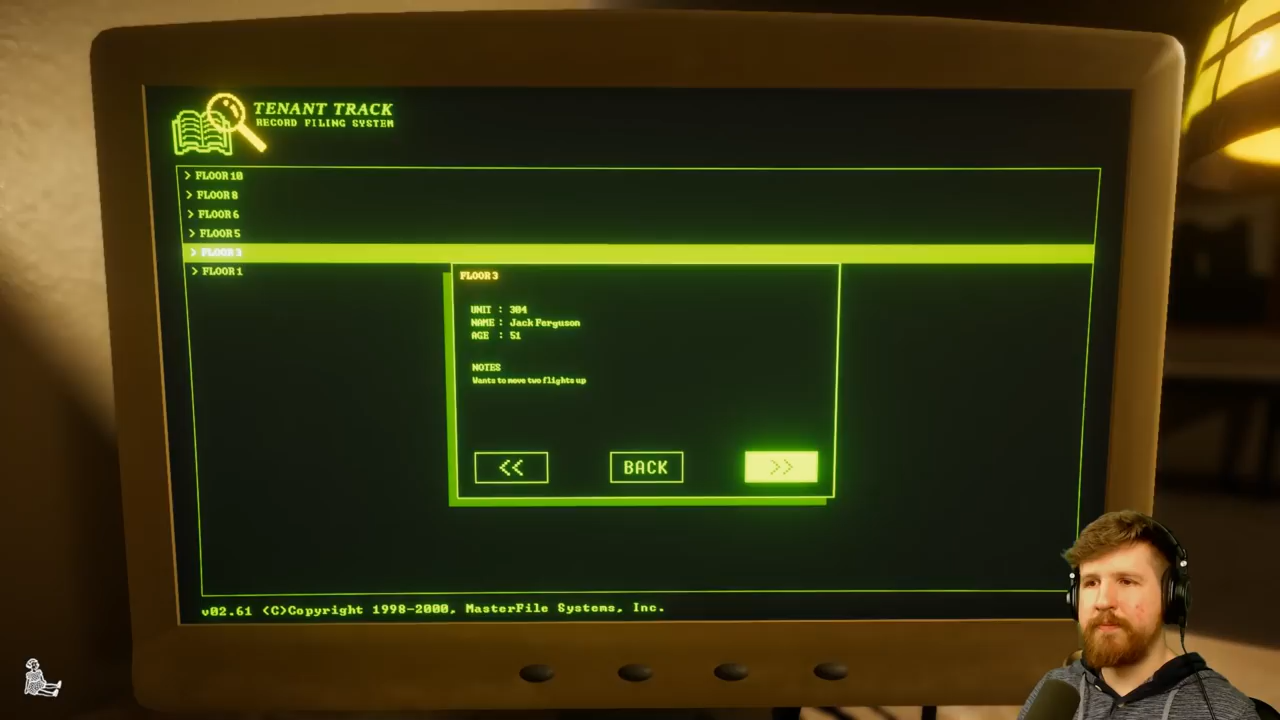 TENANT TRACK
RECORD FILING SYSTEM
> FLOOR 10
> FLOOR 8
> FLOOR 6
> FLOOR 5
> FLOOR 3
> FLOOR 1
FLOOR 3
UNIT : 304
NAME : Jack Ferguson
AGE : 51
NOTES
Wants to move two flights up
<< BACK >>
v02.61 <C>Copyright 1998-2000, MasterFile Systems, Inc.